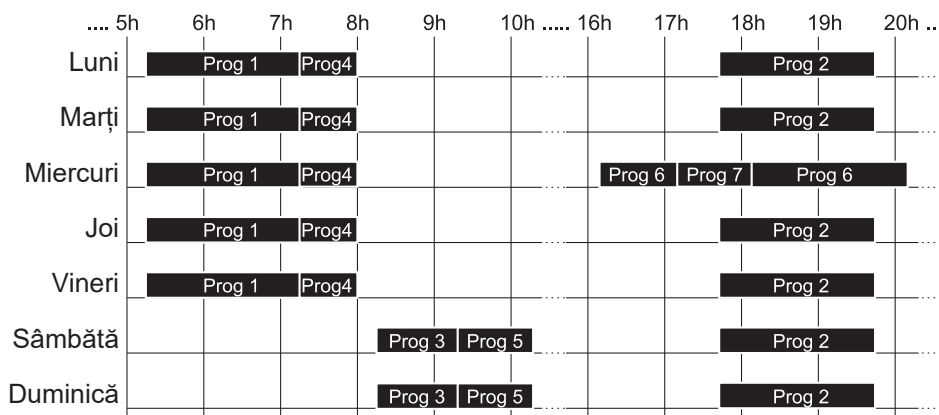 .... 5h 6h 7h 8h 9h 10h ..... 16h 17h 18h 19h 20h ..
Luni Prog 1 Prog4 Prog 2
Marți Prog 1 Prog4 Prog 2
Miercuri Prog 1 Prog4 Prog 6 Prog 7 Prog 6
Joi Prog 1 Prog4 Prog 2
Vineri Prog 1 Prog4 Prog 2
Sâmbătă Prog 3 Prog 5 Prog 2
Duminică Prog 3 Prog 5 Prog 2